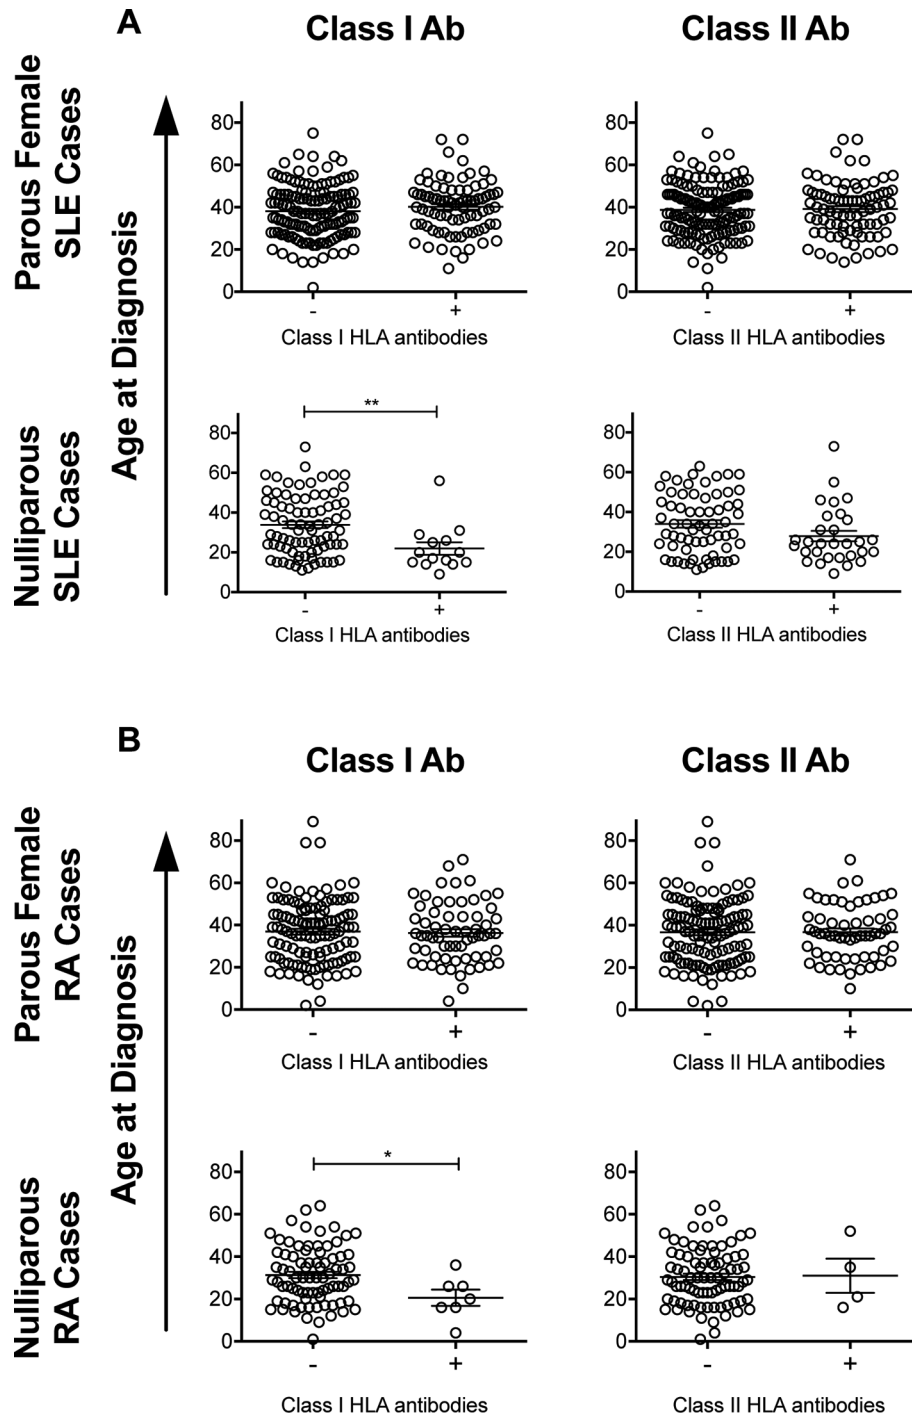 A
Class I Ab
Class II Ab
Parous Female
SLE Cases
Age at Diagnosis
80
60
40
20
0
-
+
Class I HLA antibodies
80
60
40
20
0
-
+
Class II HLA antibodies
Nulliparous
SLE Cases
**
80
60
40
20
0
-
+
Class I HLA antibodies
80
60
40
20
0
-
+
Class II HLA antibodies
B
Class I Ab
Class II Ab
Parous Female
RA Cases
Age at Diagnosis
80
60
40
20
0
-
+
Class I HLA antibodies
80
60
40
20
0
-
+
Class II HLA antibodies
Nulliparous
RA Cases
*
80
60
40
20
0
-
+
Class I HLA antibodies
80
60
40
20
0
-
+
Class II HLA antibodies